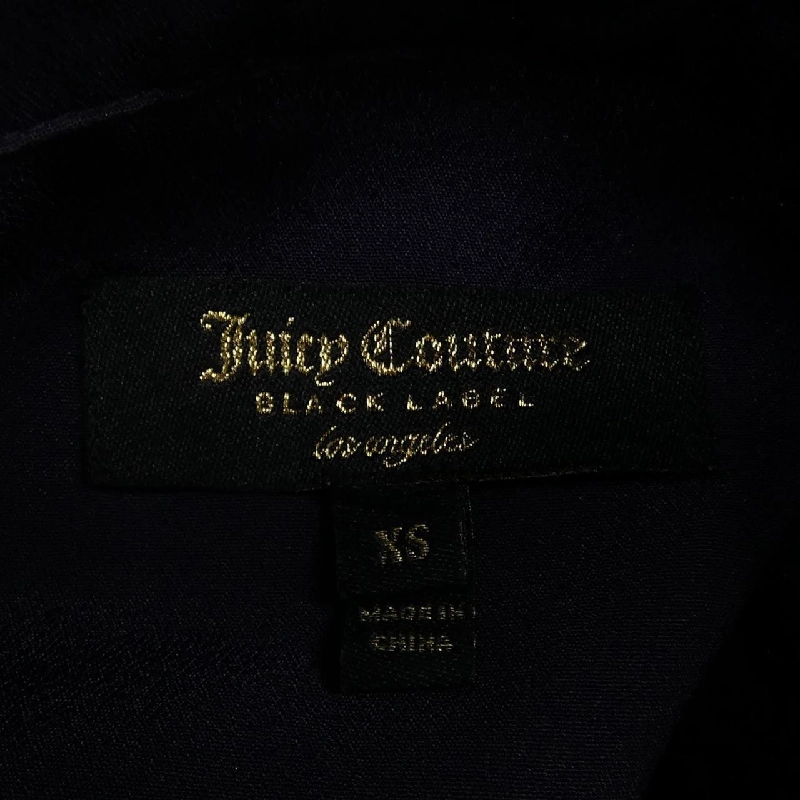 Juicy Couture
BLACK LABEL
los angeles
XS
MADE IN
CHINA